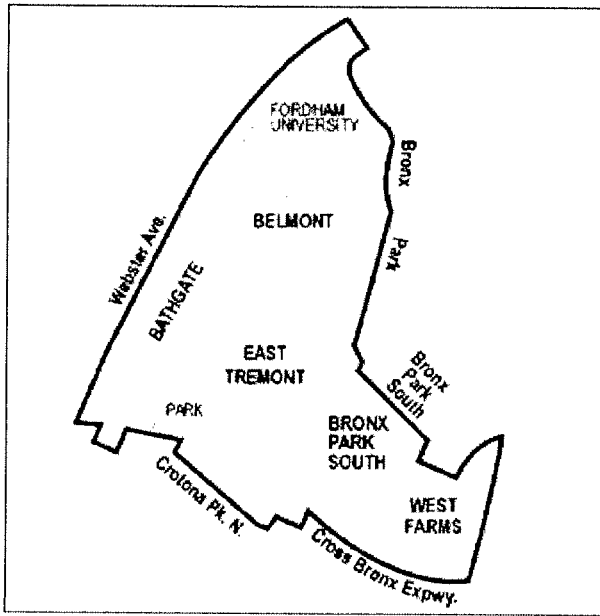 FORDHAM
UNIVERSITY
Bronx
Park
BELMONT
Webster Ave.
BATHGATE
EAST
TREMONT
Bronx
Park
South
PARK
BRONX
PARK
SOUTH
WEST
FARMS
Crotona Pk. N.
Cross Bronx Expwy.